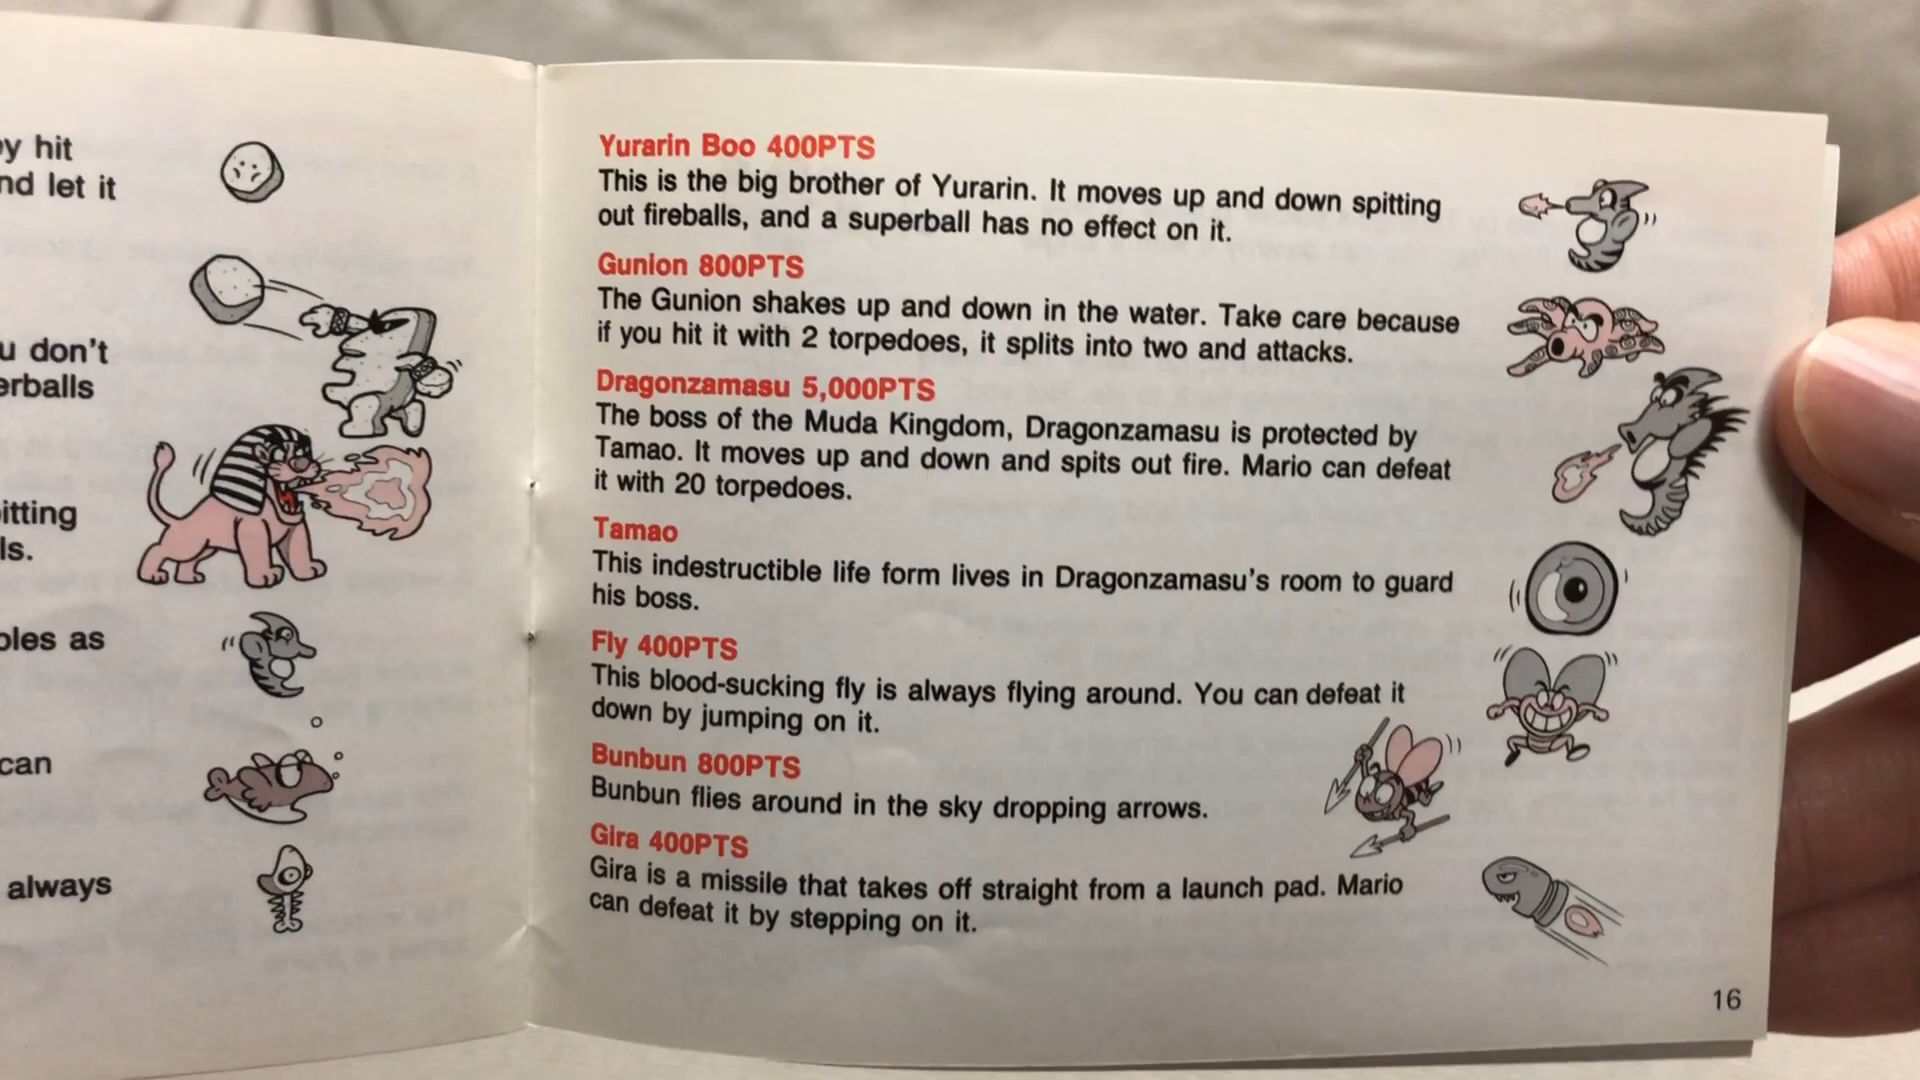 y hit
nd let it
u don't
erballs
itting
ls.
oles as
can
always
Yurarin Boo 400PTS
This is the big brother of Yurarin. It moves up and down spitting
out fireballs, and a superball has no effect on it.
Gunion 800PTS
The Gunion shakes up and down in the water. Take care because
if you hit it with 2 torpedoes, it splits into two and attacks.
Dragonzamasu 5,000PTS
The boss of the Muda Kingdom, Dragonzamasu is protected by
Tamao. It moves up and down and spits out fire. Mario can defeat
it with 20 torpedoes.
Tamao
This indestructible life form lives in Dragonzamasu's room to guard
his boss.
Fly 400PTS
This blood-sucking fly is always flying around. You can defeat it
down by jumping on it.
Bunbun 800PTS
Bunbun flies around in the sky dropping arrows.
Gira 400PTS
Gira is a missile that takes off straight from a launch pad. Mario
can defeat it by stepping on it.
16